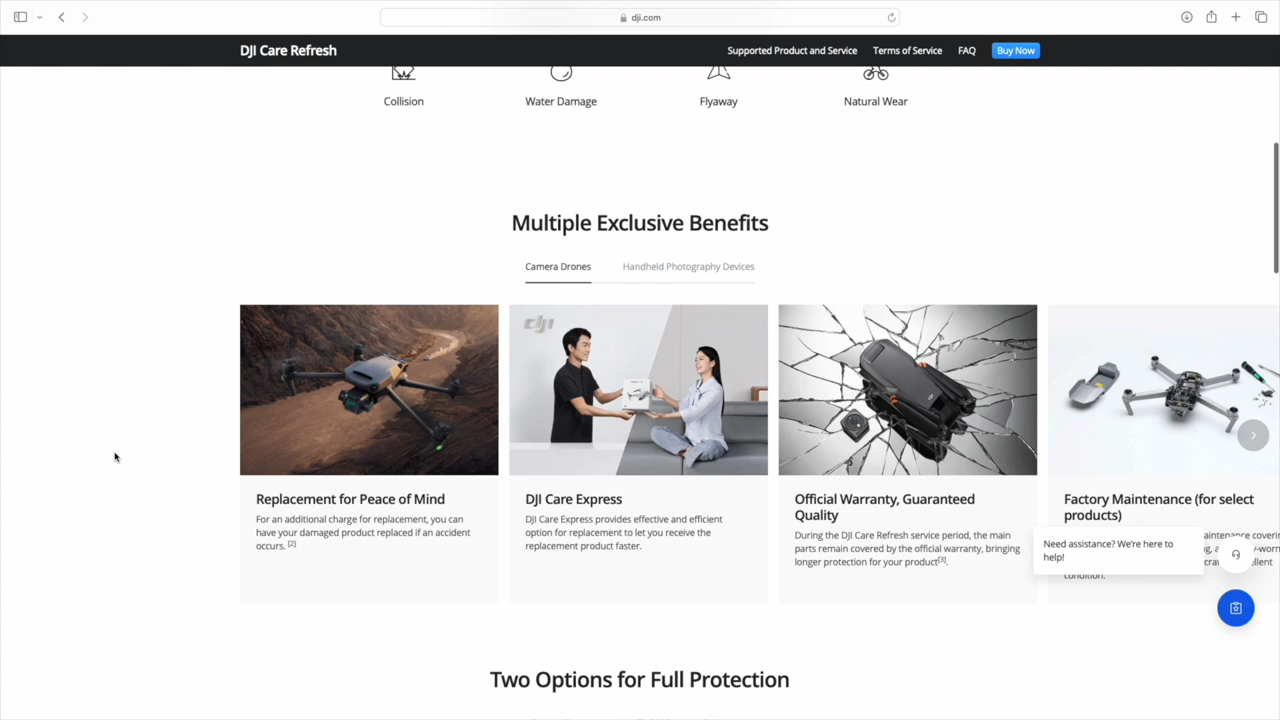 dji.com
DJI Care Refresh
Supported Product and Service
Terms of Service
FAQ
Buy Now
Collision
Water Damage
Flyaway
Natural Wear
Multiple Exclusive Benefits
Camera Drones
Handheld Photography Devices
dji
Replacement for Peace of Mind
For an additional charge for replacement, you can
have your damaged product replaced if an accident
occurs. [2]
DJI Care Express
DJI Care Express provides effective and efficient
option for replacement to let you receive the
replacement product faster.
Official Warranty, Guaranteed
Quality
During the DJI Care Refresh service period, the main
parts remain covered by the official warranty, bringing
longer protection for your product[3].
Factory Maintenance (for select
products)
condition.
Need assistance? We're here to
help!
Two Options for Full Protection